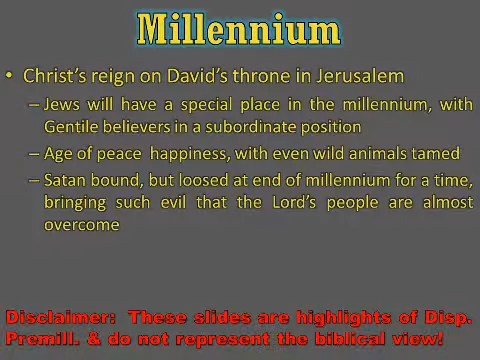 Millennium
• Christ's reign on David's throne in Jerusalem
– Jews will have a special place in the millennium, with
Gentile believers in a subordinate position
– Age of peace  happiness, with even wild animals tamed
– Satan bound, but loosed at end of millennium for a time,
bringing such evil that the Lord's people are almost
overcome
Disclaimer:  These slides are highlights of Disp.
Premill. & do not represent the biblical view!